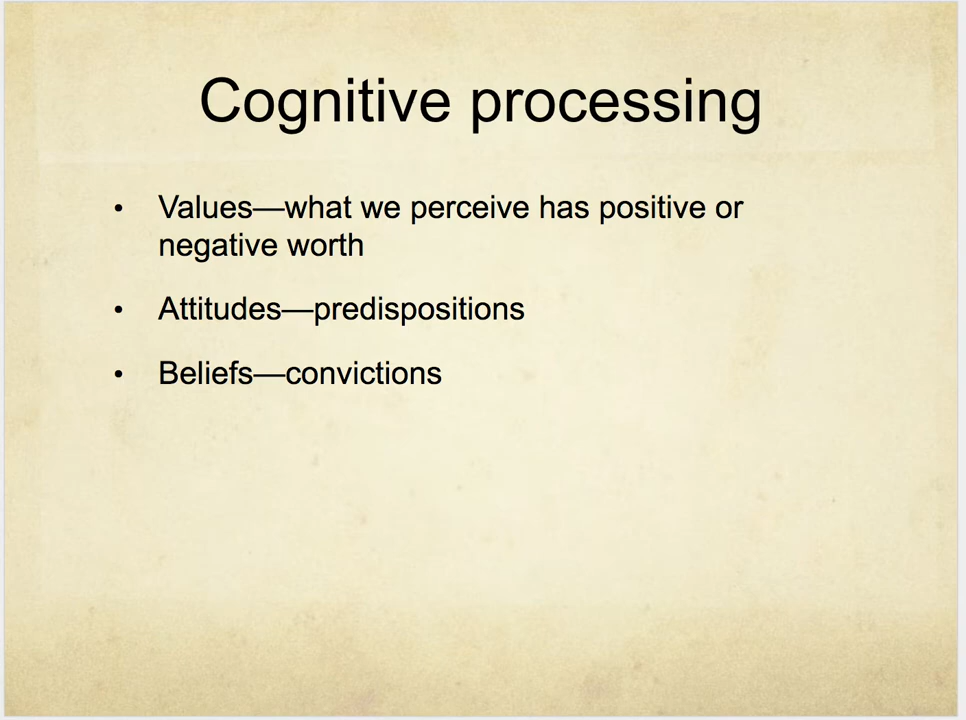 Cognitive processing
• Values—what we perceive has positive or
negative worth
• Attitudes—predispositions
• Beliefs—convictions